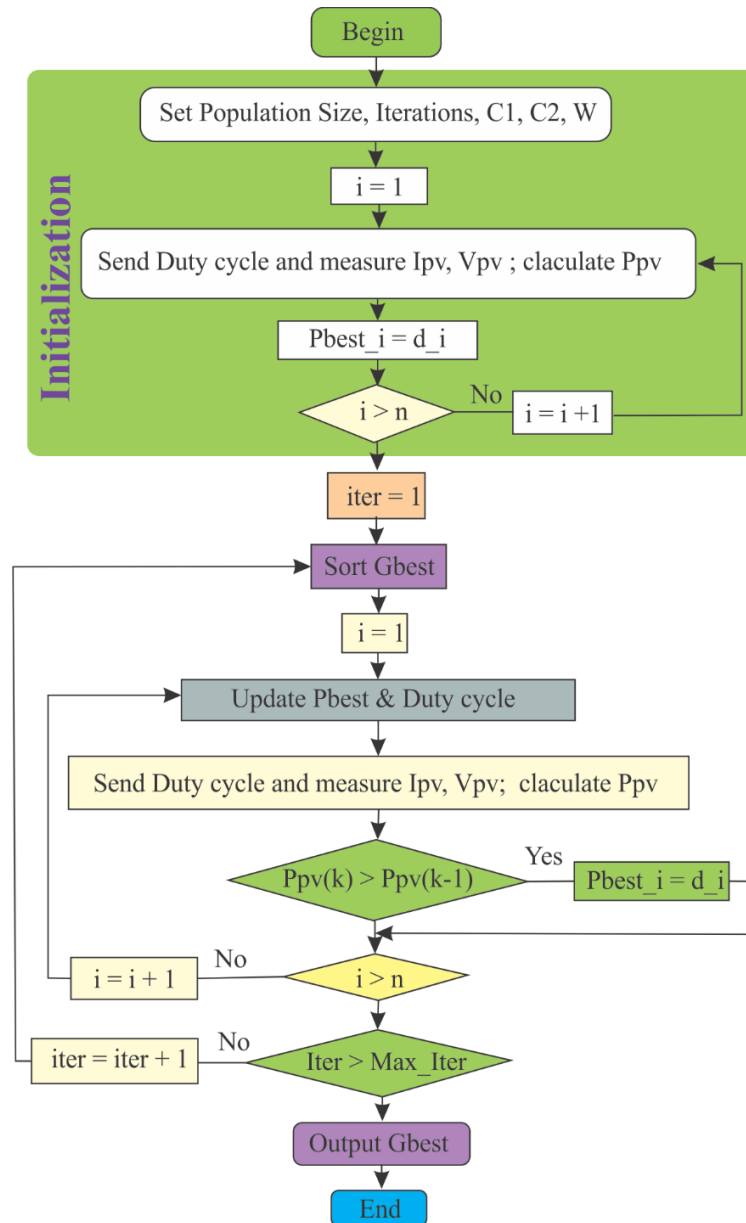 Begin
Initialization
Set Population Size, Iterations, C1, C2, W
i = 1
Send Duty cycle and measure Ipv, Vpv ; claculate Ppv
Pbest_i = d_i
i > n
No
i = i +1
iter = 1
Sort Gbest
i = 1
Update Pbest & Duty cycle
Send Duty cycle and measure Ipv, Vpv;  claculate Ppv
Ppv(k) > Ppv(k-1)
Yes
Pbest_i = d_i
i > n
No
i = i + 1
Iter > Max_Iter
No
iter = iter + 1
Output Gbest
End